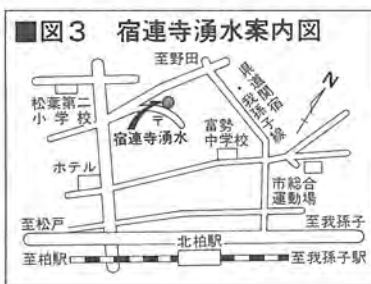 ■図3 宿連寺湧水案内図
至野田
県道関宿
・我孫子線
N
松葉第二
小学校
〒
宿連寺湧水
富勢
中学校
ホテル
市総合
運動場
至松戸
至我孫子
北柏駅
至柏駅
至我孫子駅